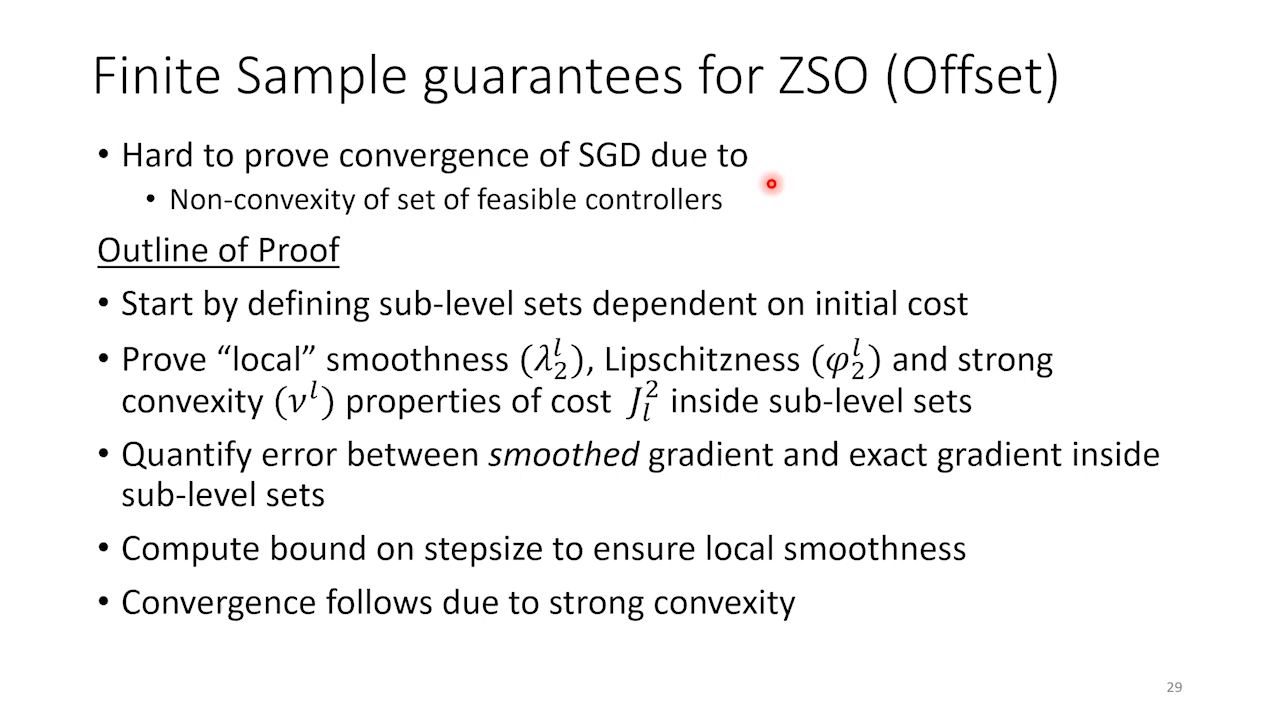 Finite Sample guarantees for ZSO (Offset)
• Hard to prove convergence of SGD due to
• Non-convexity of set of feasible controllers
Outline of Proof
• Start by defining sub-level sets dependent on initial cost
• Prove “local” smoothness (𝜆₂ˡ), Lipschitzness (𝜑₂ˡ) and strong
convexity (𝜈ˡ) properties of cost 𝐽ₗ² inside sub-level sets
• Quantify error between smoothed gradient and exact gradient inside
sub-level sets
• Compute bound on stepsize to ensure local smoothness
• Convergence follows due to strong convexity
29